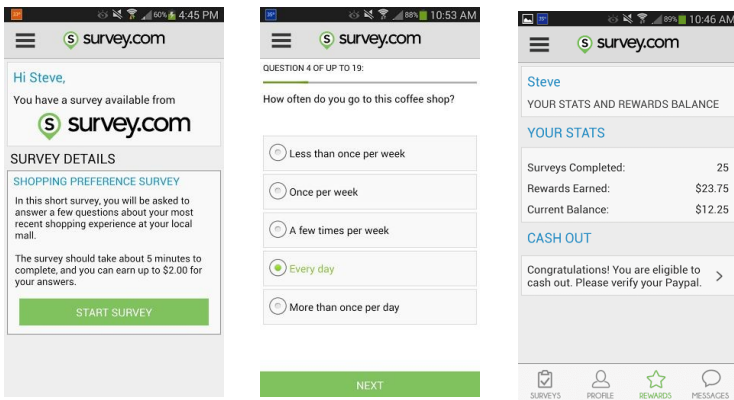 60% 4:45 PM
survey.com
Hi Steve,
You have a survey available from
survey.com
SURVEY DETAILS
SHOPPING PREFERENCE SURVEY
In this short survey, you will be asked to
answer a few questions about your most
recent shopping experience at your local
mall.
The survey should take about 5 minutes to
complete, and you can earn up to $2.00 for
your answers.
START SURVEY
88% 10:53 AM
survey.com
QUESTION 4 OF UP TO 19:
How often do you go to this coffee shop?
Less than once per week
Once per week
A few times per week
Every day
More than once per day
NEXT
89% 10:46 AM
survey.com
Steve
YOUR STATS AND REWARDS BALANCE
YOUR STATS
Surveys Completed: 25
Rewards Earned: $23.75
Current Balance: $12.25
CASH OUT
Congratulations! You are eligible to
cash out. Please verify your Paypal.
SURVEYS PROFILE REWARDS MESSAGES